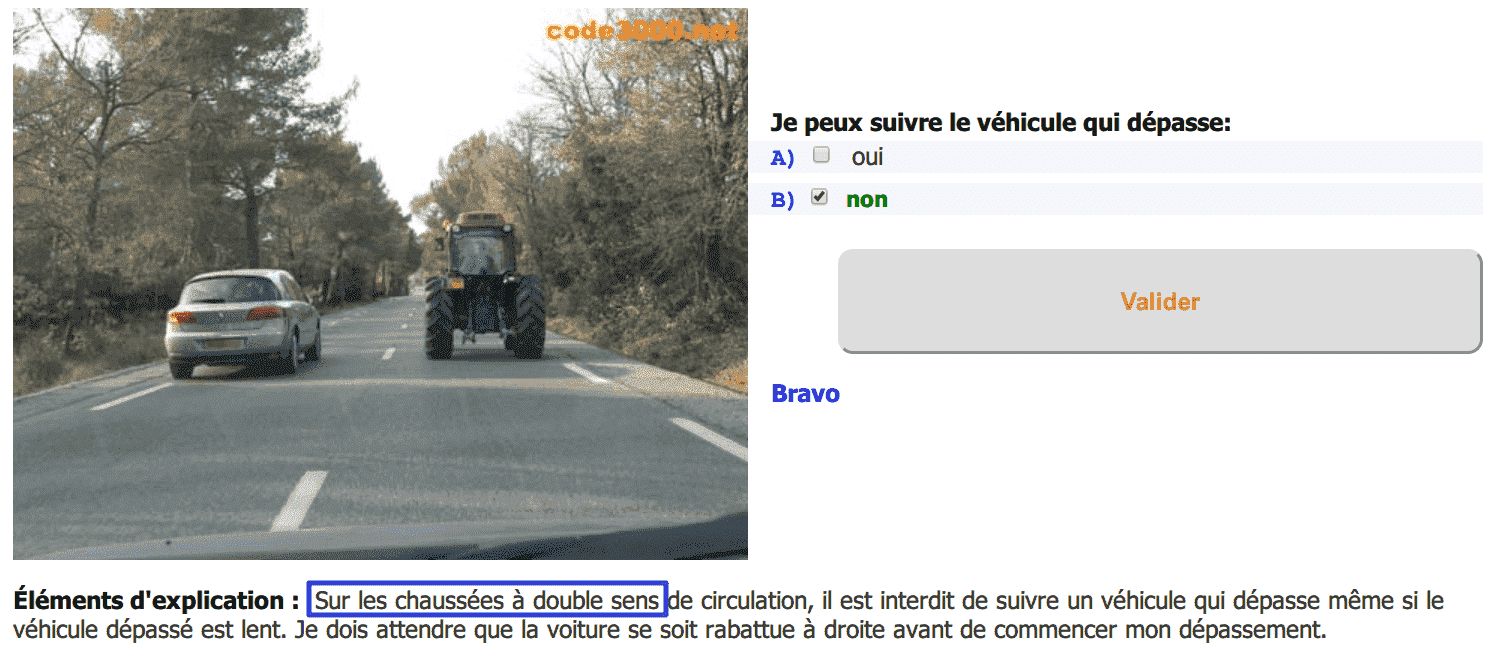 code3000.net
Je peux suivre le véhicule qui dépasse:
A) oui
B) non
Valider
Bravo
Éléments d'explication : Sur les chaussées à double sens de circulation, il est interdit de suivre un véhicule qui dépasse même si le
véhicule dépassé est lent. Je dois attendre que la voiture se soit rabattue à droite avant de commencer mon dépassement.